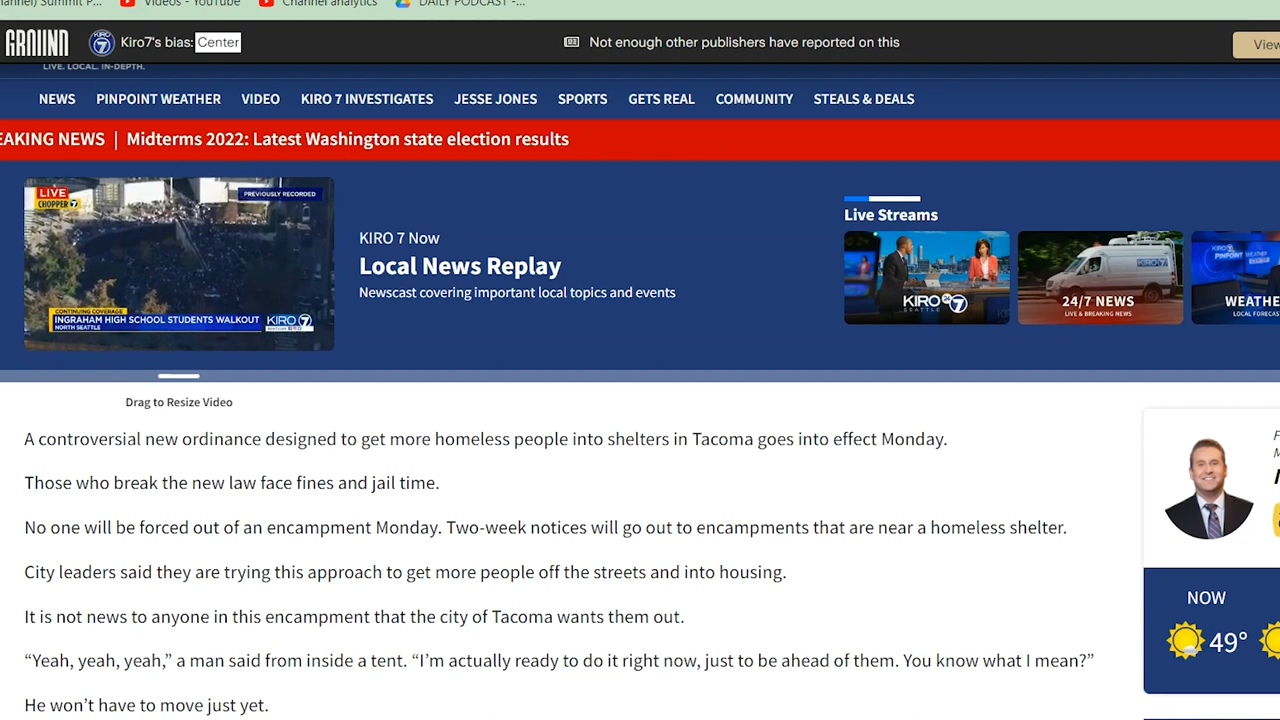 Videos - YouTube
Channel analytics
DAILY PODCAST -...
GROUND
Kiro7's bias: Center
Not enough other publishers have reported on this
View
LIVE. LOCAL. IN-DEPTH.
NEWS PINPOINT WEATHER VIDEO KIRO 7 INVESTIGATES JESSE JONES SPORTS GETS REAL COMMUNITY STEALS & DEALS
EAKING NEWS | Midterms 2022: Latest Washington state election results
LIVE
CHOPPER 7
PREVIOUSLY RECORDED
CONTINUING COVERAGE
INGRAHAM HIGH SCHOOL STUDENTS WALKOUT
NORTH SEATTLE
KIRO 7
KIRO 7 Now
Local News Replay
Newscast covering important local topics and events
Live Streams
KIRO 7
SEATTLE
24/7 NEWS
LIVE & BREAKING NEWS
KIRO 7
PINPOINT
WEATHE
LOCAL FORECAS
Drag to Resize Video
A controversial new ordinance designed to get more homeless people into shelters in Tacoma goes into effect Monday.
Those who break the new law face fines and jail time.
No one will be forced out of an encampment Monday. Two-week notices will go out to encampments that are near a homeless shelter.
City leaders said they are trying this approach to get more people off the streets and into housing.
It is not news to anyone in this encampment that the city of Tacoma wants them out.
“Yeah, yeah, yeah,” a man said from inside a tent. “I’m actually ready to do it right now, just to be ahead of them. You know what I mean?”
He won’t have to move just yet.
NOW
49°